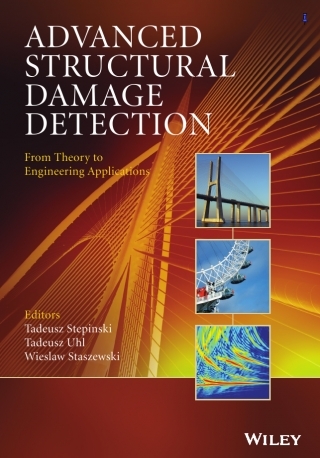 ADVANCED
STRUCTURAL
DAMAGE
DETECTION
From Theory to
Engineering Applications
Editors
Tadeusz Stepinski
Tadeusz Uhl
Wieslaw Staszewski
WILEY